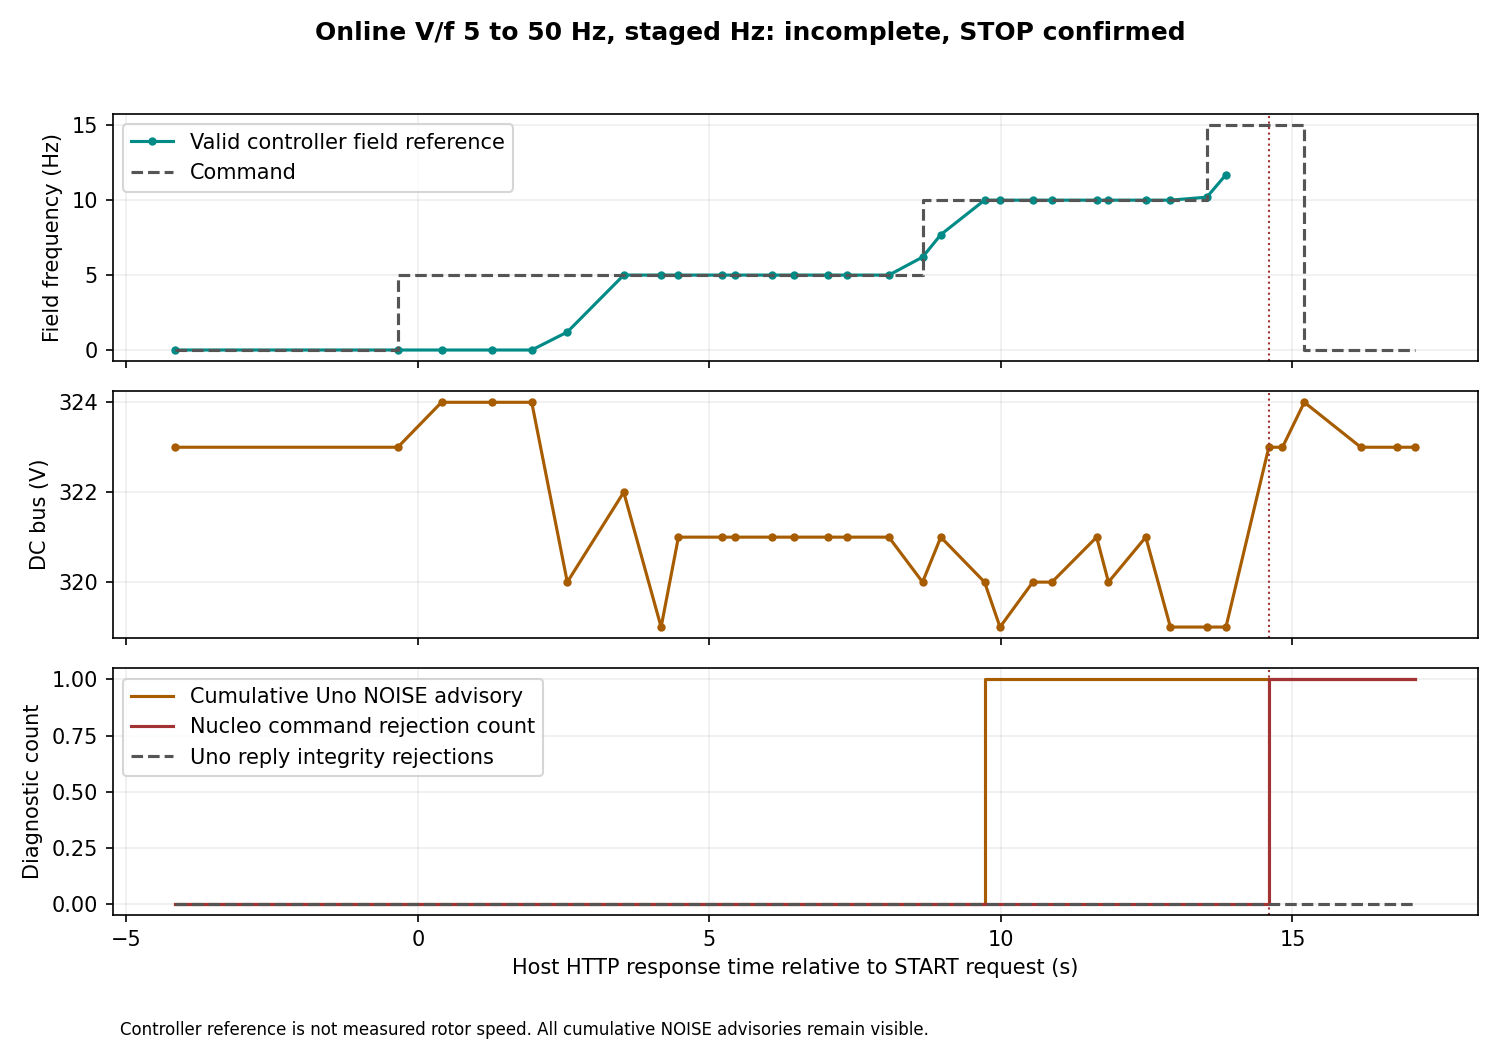 Online V/f 5 to 50 Hz, staged Hz: incomplete, STOP confirmed
Field frequency (Hz)
15
10
5
0
Valid controller field reference
Command
DC bus (V)
324
322
320
Diagnostic count
1.00
0.75
0.50
0.25
0.00
Cumulative Uno NOISE advisory
Nucleo command rejection count
Uno reply integrity rejections
−5 0 5 10 15
Host HTTP response time relative to START request (s)
Controller reference is not measured rotor speed. All cumulative NOISE advisories remain visible.